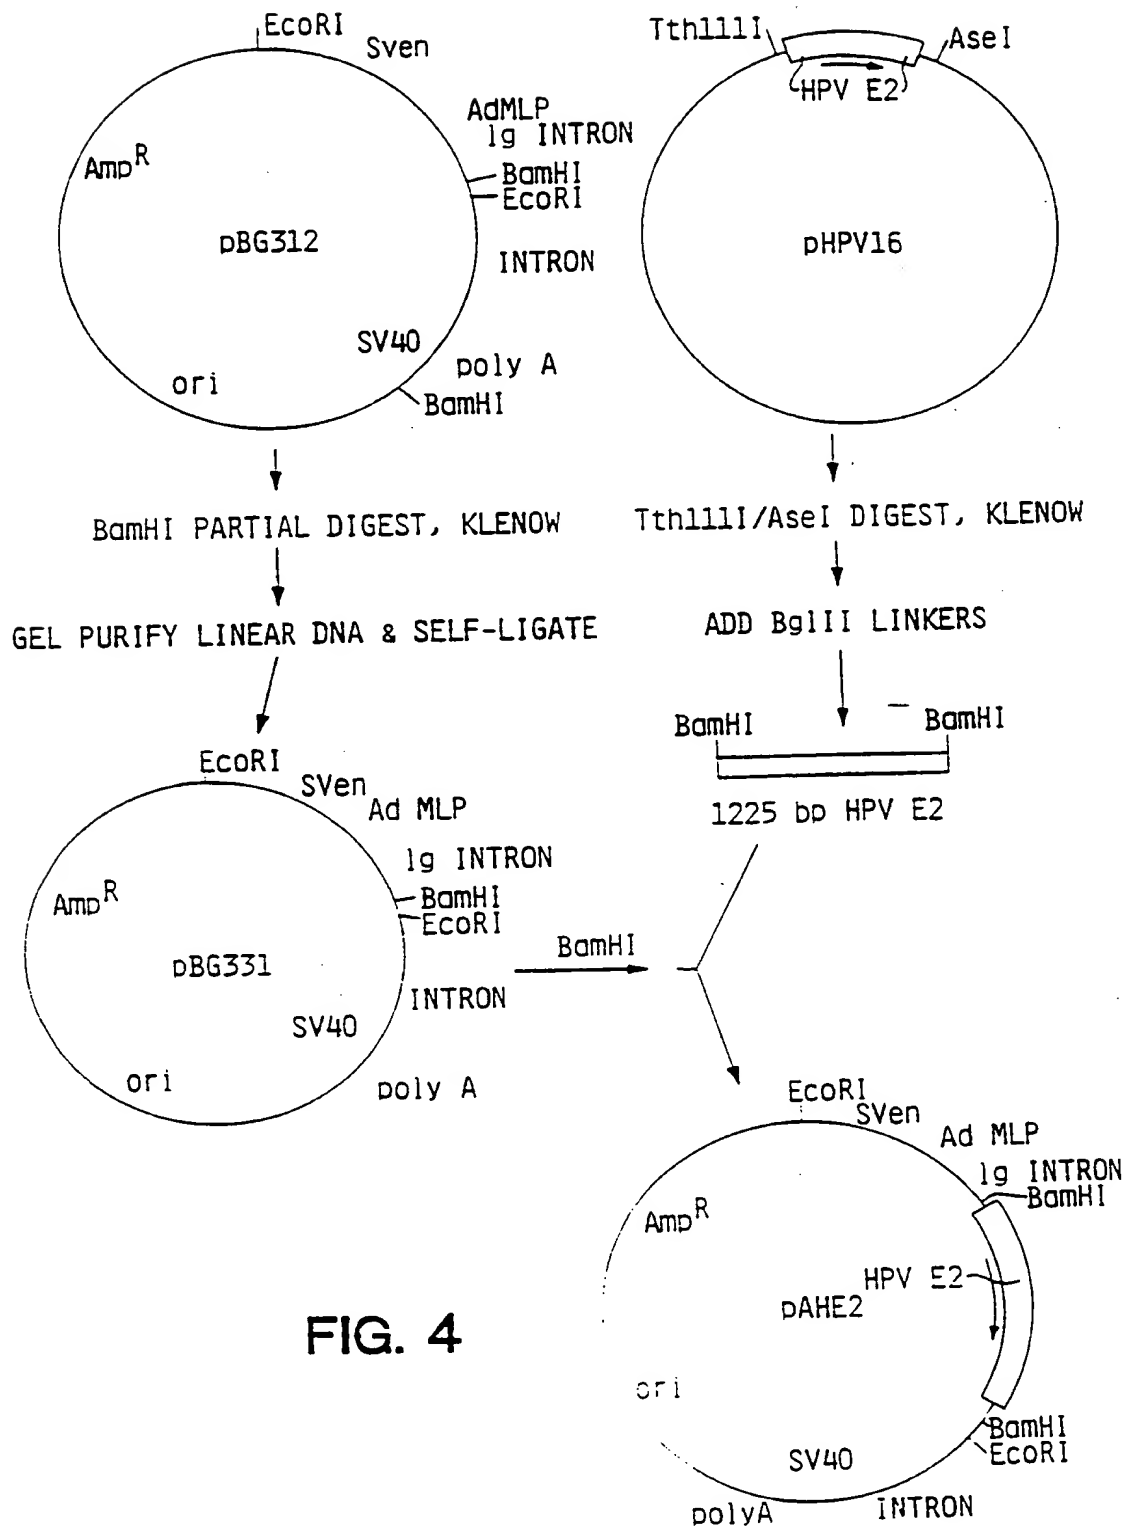 EcoRI
Sven
AdMLP
Ig INTRON
BamHI
EcoRI
Amp^R
pBG312
INTRON
SV40
poly A
ori
BamHI
Tth111I
AseI
HPV E2
pHPV16
BamHI PARTIAL DIGEST, KLENOW
GEL PURIFY LINEAR DNA & SELF-LIGATE
Tth111I/AseI DIGEST, KLENOW
ADD BglII LINKERS
BamHI
BamHI
1225 bp HPV E2
EcoRI
SVen
Ad MLP
Ig INTRON
BamHI
EcoRI
Amp^R
pBG331
INTRON
SV40
ori
poly A
BamHI
EcoRI
SVen
Ad MLP
Ig INTRON
BamHI
Amp^R
HPV E2
pAHE2
ori
BamHI
EcoRI
SV40
polyA
INTRON
FIG. 4